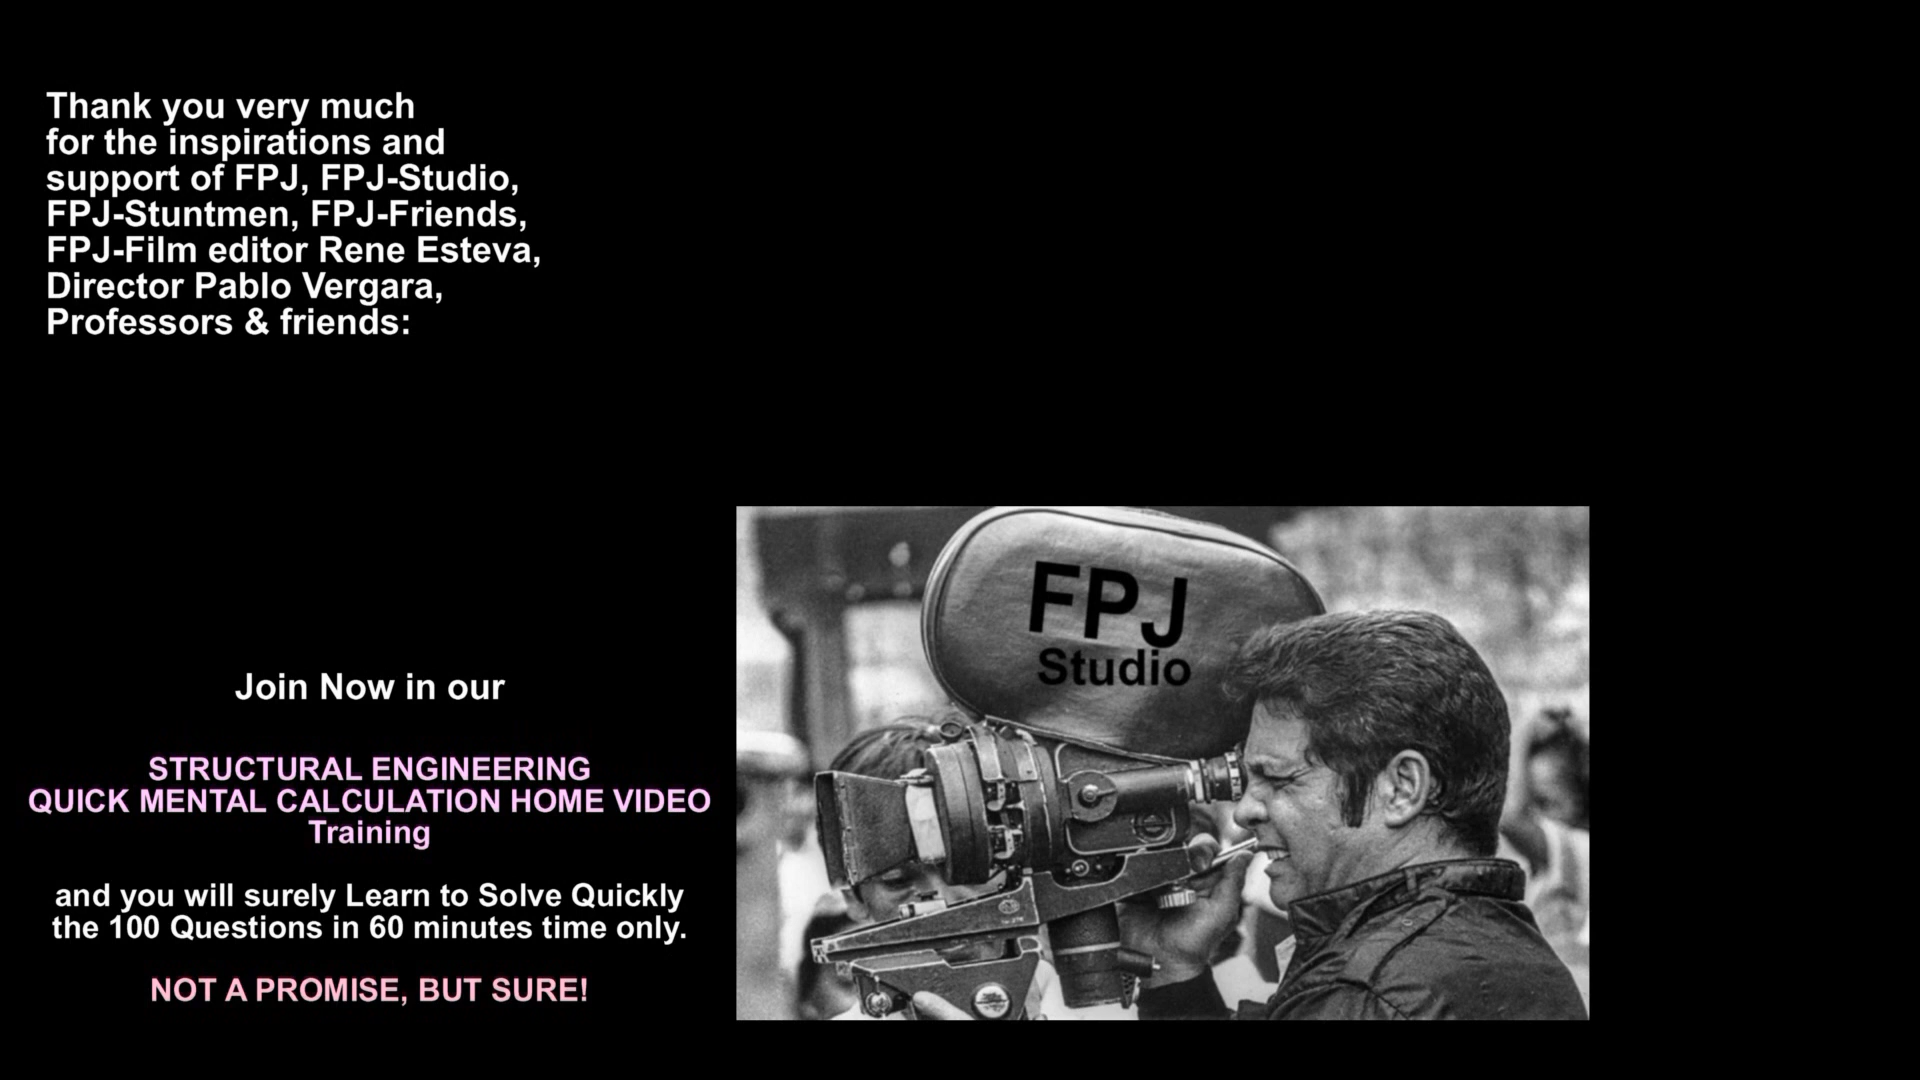 Thank you very much
for the inspirations and
support of FPJ, FPJ-Studio,
FPJ-Stuntmen, FPJ-Friends,
FPJ-Film editor Rene Esteva,
Director Pablo Vergara,
Professors & friends:
FPJ
Studio
Join Now in our
STRUCTURAL ENGINEERING
QUICK MENTAL CALCULATION HOME VIDEO
Training
and you will surely Learn to Solve Quickly
the 100 Questions in 60 minutes time only.
NOT A PROMISE, BUT SURE!